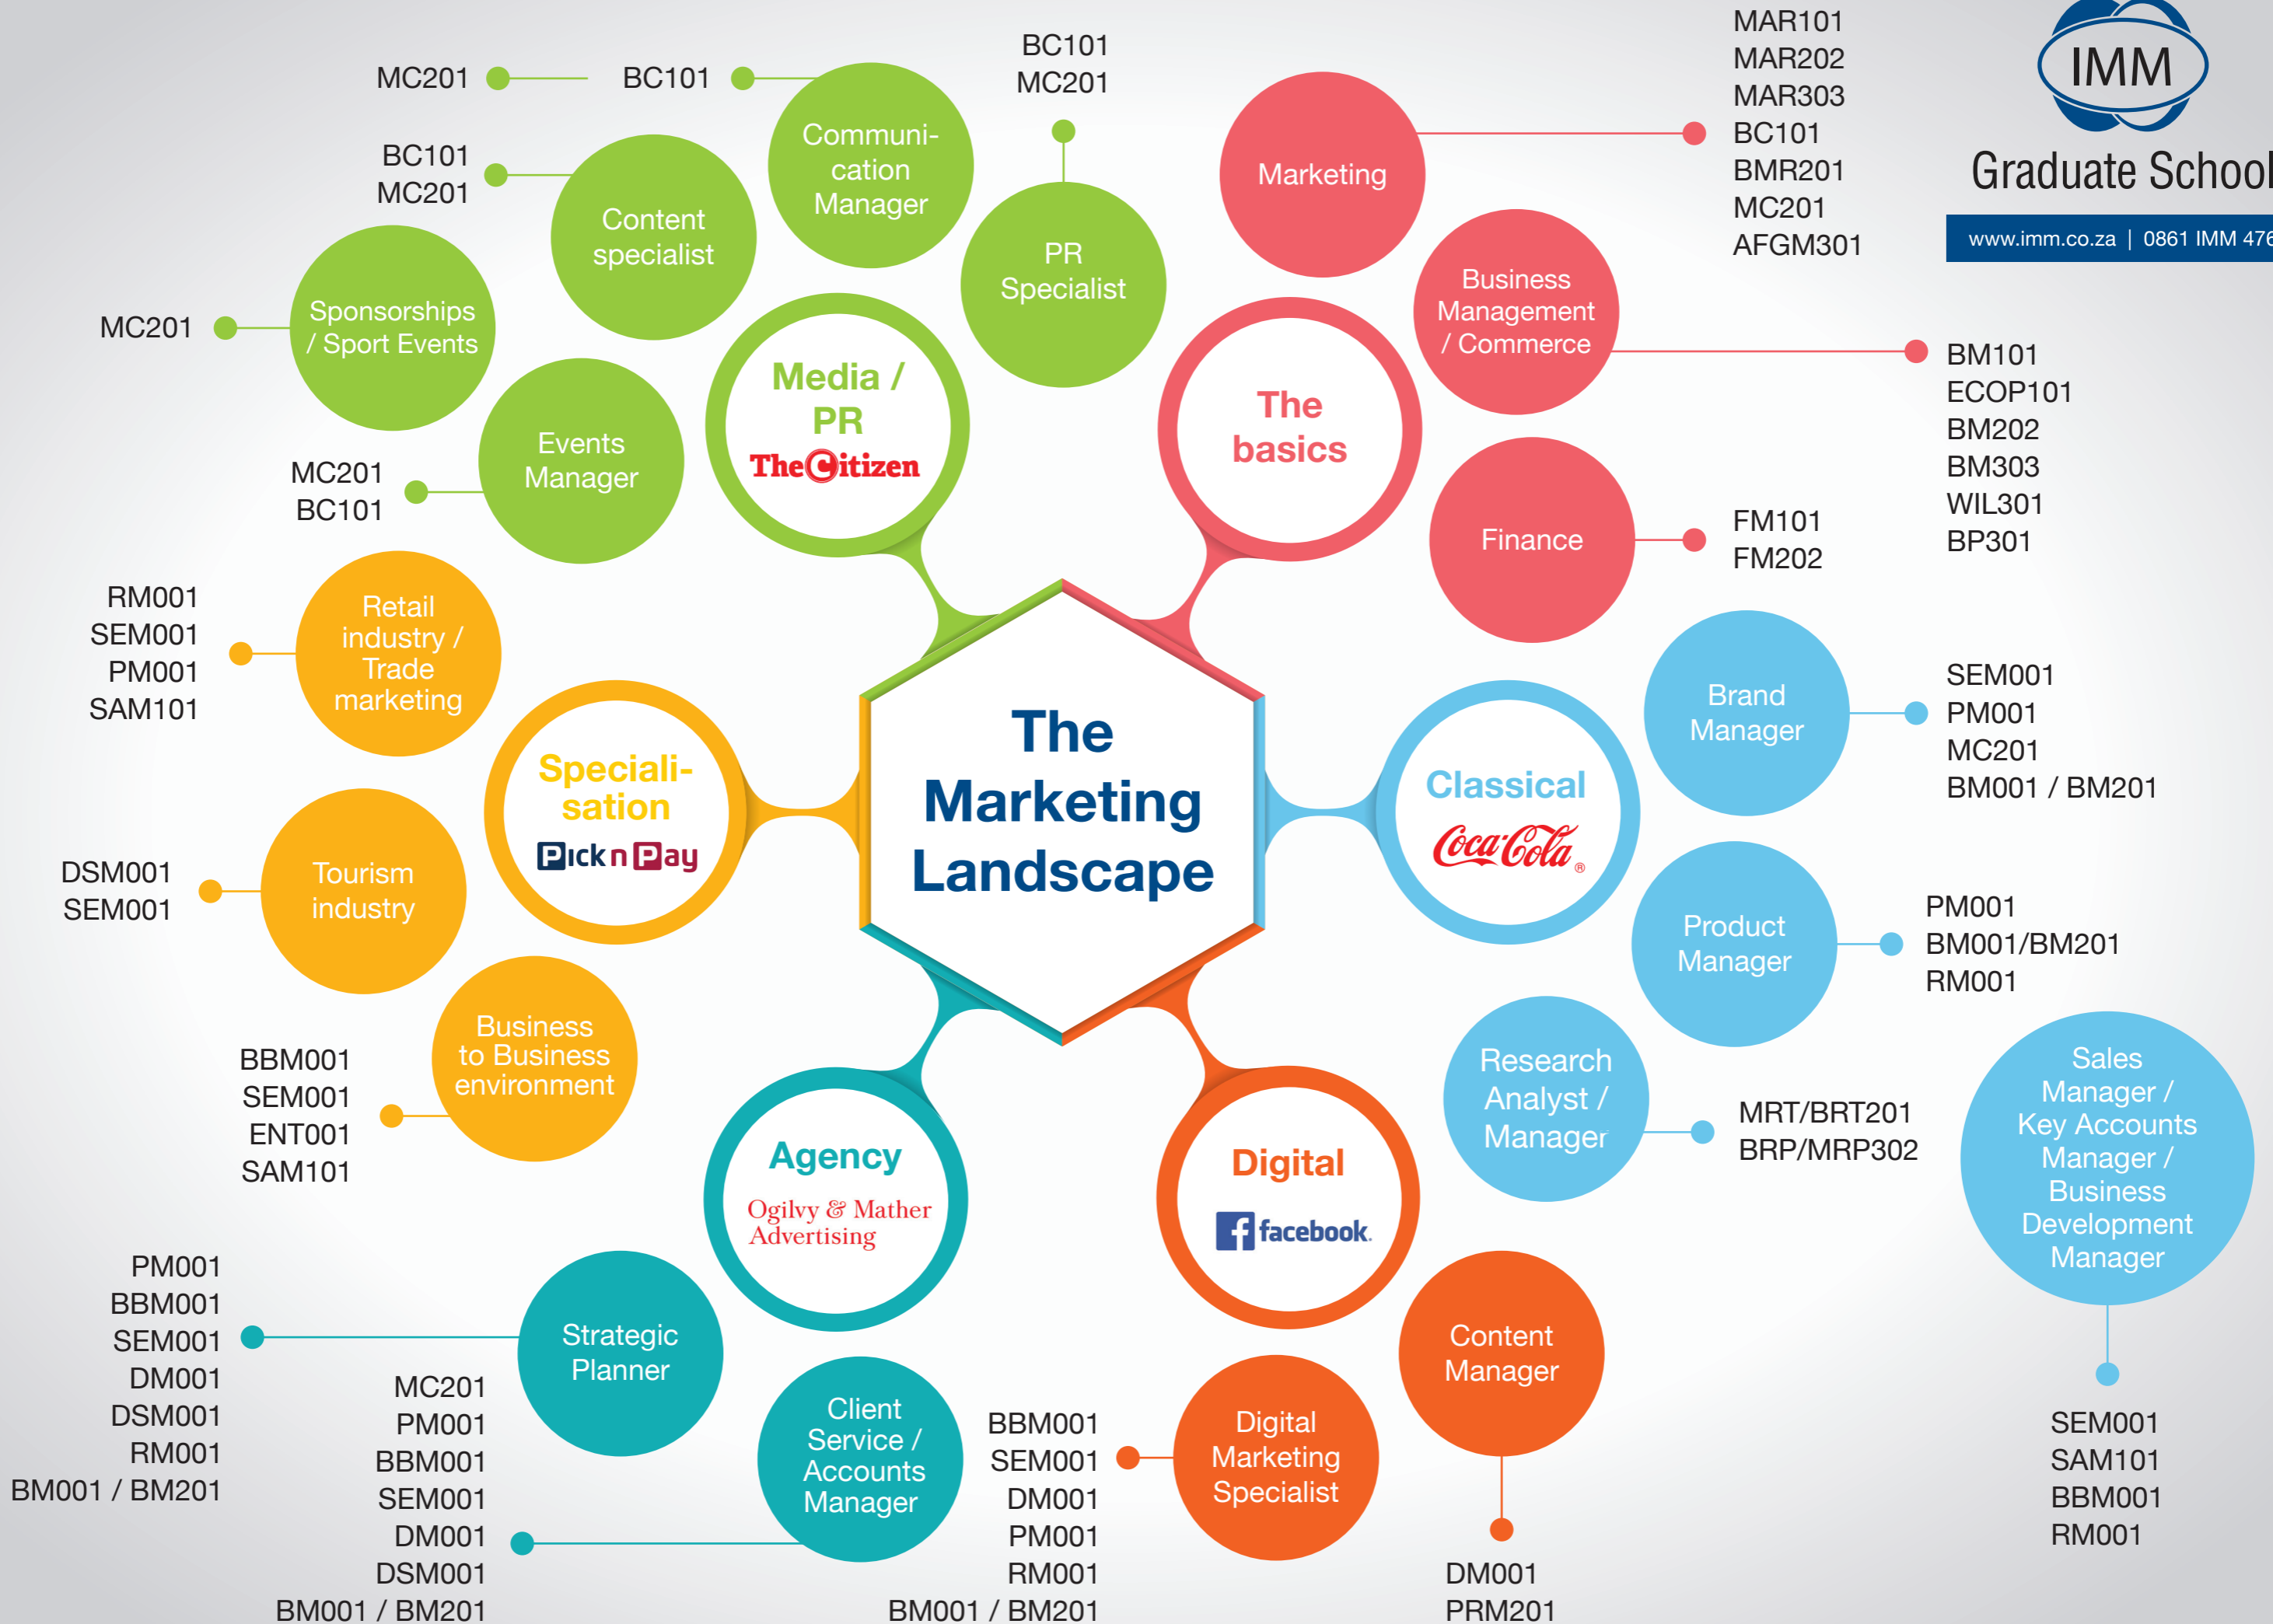 MAR101
MAR202
MAR303
BC101
BMR201
MC201
AFGM301
IMM
Graduate School
www.imm.co.za | 0861 IMM 476
MC201
BC101
BC101
MC201
Communi-
cation
Manager
BC101
MC201
Content
specialist
PR
Specialist
Marketing
Business
Management
/ Commerce
BM101
ECOP101
BM202
BM303
WIL301
BP301
MC201
Sponsorships
/ Sport Events
MC201
BC101
Events
Manager
Media /
PR
TheCitizen
The
basics
Finance
FM101
FM202
RM001
SEM001
PM001
SAM101
Retail
industry /
Trade
marketing
Speciali-
sation
Pick n Pay
The
Marketing
Landscape
Classical
Coca-Cola®
Brand
Manager
SEM001
PM001
MC201
BM001 / BM201
DSM001
SEM001
Tourism
industry
Product
Manager
PM001
BM001/BM201
RM001
BBM001
SEM001
ENT001
SAM101
Business
to Business
environment
Research
Analyst /
Manager
MRT/BRT201
BRP/MRP302
Sales
Manager /
Key Accounts
Manager /
Business
Development
Manager
SEM001
SAM101
BBM001
RM001
Agency
Ogilvy & Mather
Advertising
Digital
facebook.
PM001
BBM001
SEM001
DM001
DSM001
RM001
BM001 / BM201
Strategic
Planner
MC201
PM001
BBM001
SEM001
DM001
DSM001
BM001 / BM201
Client
Service /
Accounts
Manager
BBM001
SEM001
DM001
PM001
RM001
BM001 / BM201
Digital
Marketing
Specialist
Content
Manager
DM001
PRM201